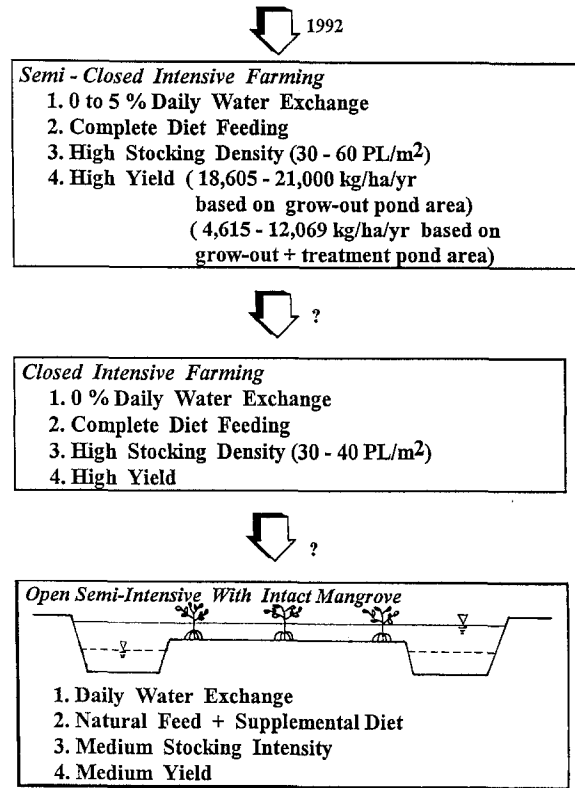 1992
Semi - Closed Intensive Farming
1. 0 to 5 % Daily Water Exchange
2. Complete Diet Feeding
3. High Stocking Density (30 - 60 PL/m²)
4. High Yield ( 18,605 - 21,000 kg/ha/yr
based on grow-out pond area)
( 4,615 - 12,069 kg/ha/yr based on
grow-out + treatment pond area)
?
Closed Intensive Farming
1. 0 % Daily Water Exchange
2. Complete Diet Feeding
3. High Stocking Density (30 - 40 PL/m²)
4. High Yield
?
Open Semi-Intensive With Intact Mangrove
1. Daily Water Exchange
2. Natural Feed + Supplemental Diet
3. Medium Stocking Intensity
4. Medium Yield